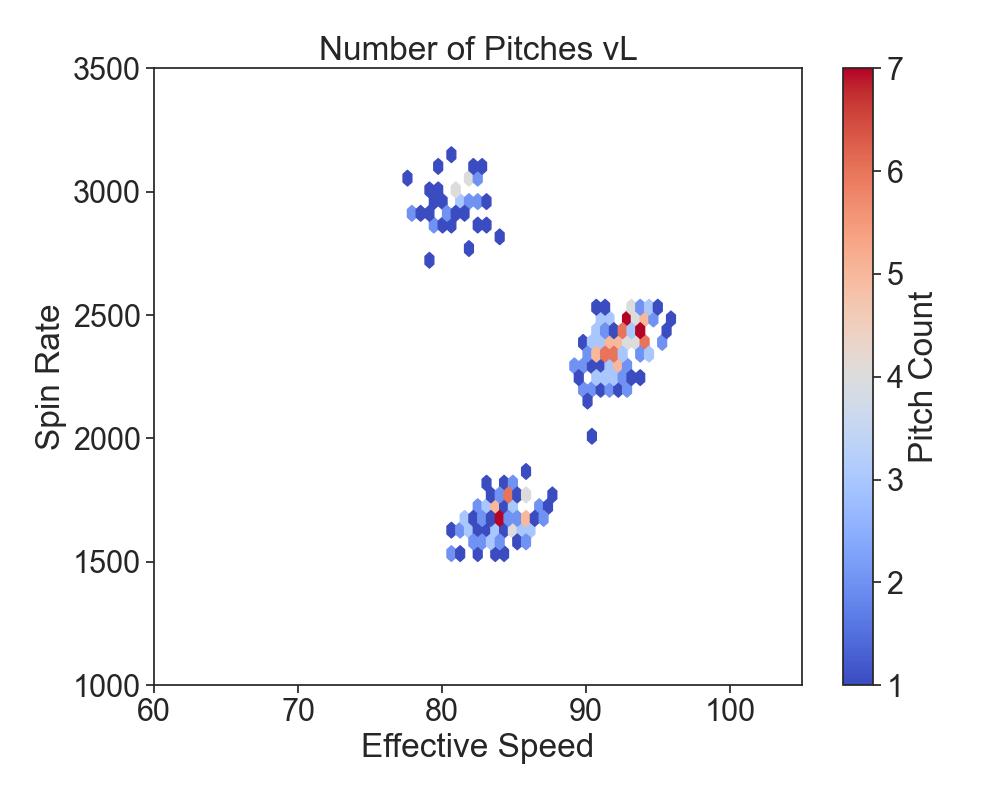 Number of Pitches vL
3500
3000
2500
2000
1500
1000
Spin Rate
60 70 80 90 100
Effective Speed
7
6
5
4
3
2
1
Pitch Count